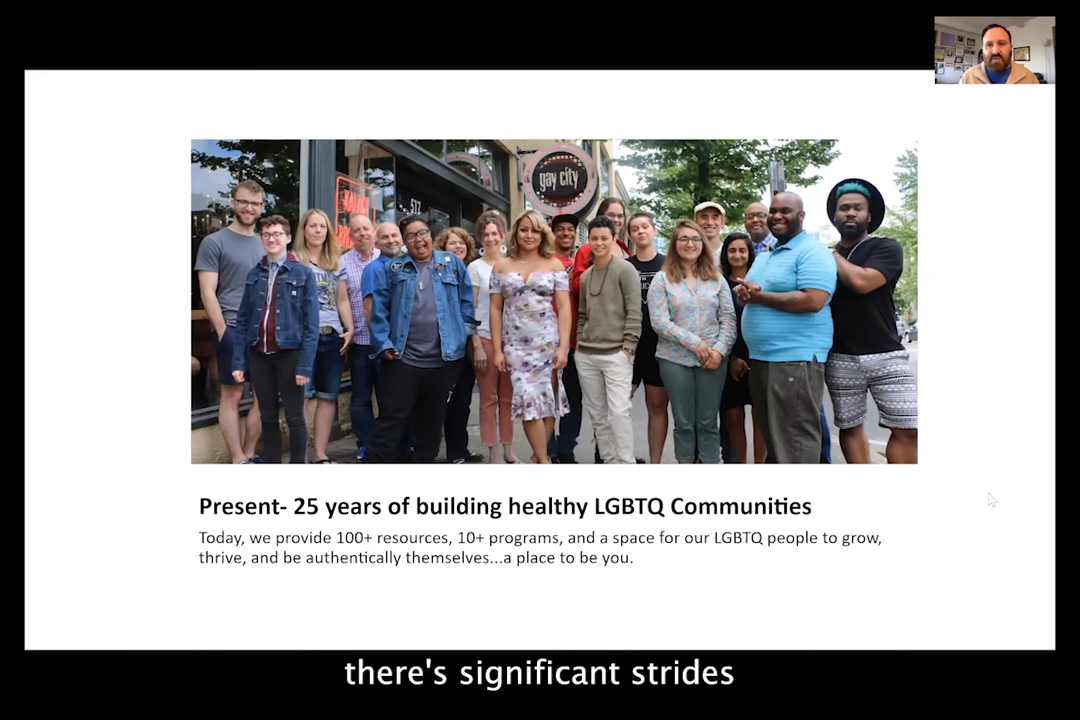 gay city
517
Present- 25 years of building healthy LGBTQ Communities
Today, we provide 100+ resources, 10+ programs, and a space for our LGBTQ people to grow,
thrive, and be authentically themselves...a place to be you.
there's significant strides